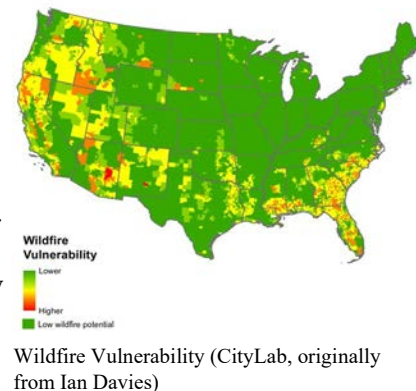 Wildfire
Vulnerability
Lower
Higher
Low wildfire potential
Wildfire Vulnerability (CityLab, originally
from Ian Davies)